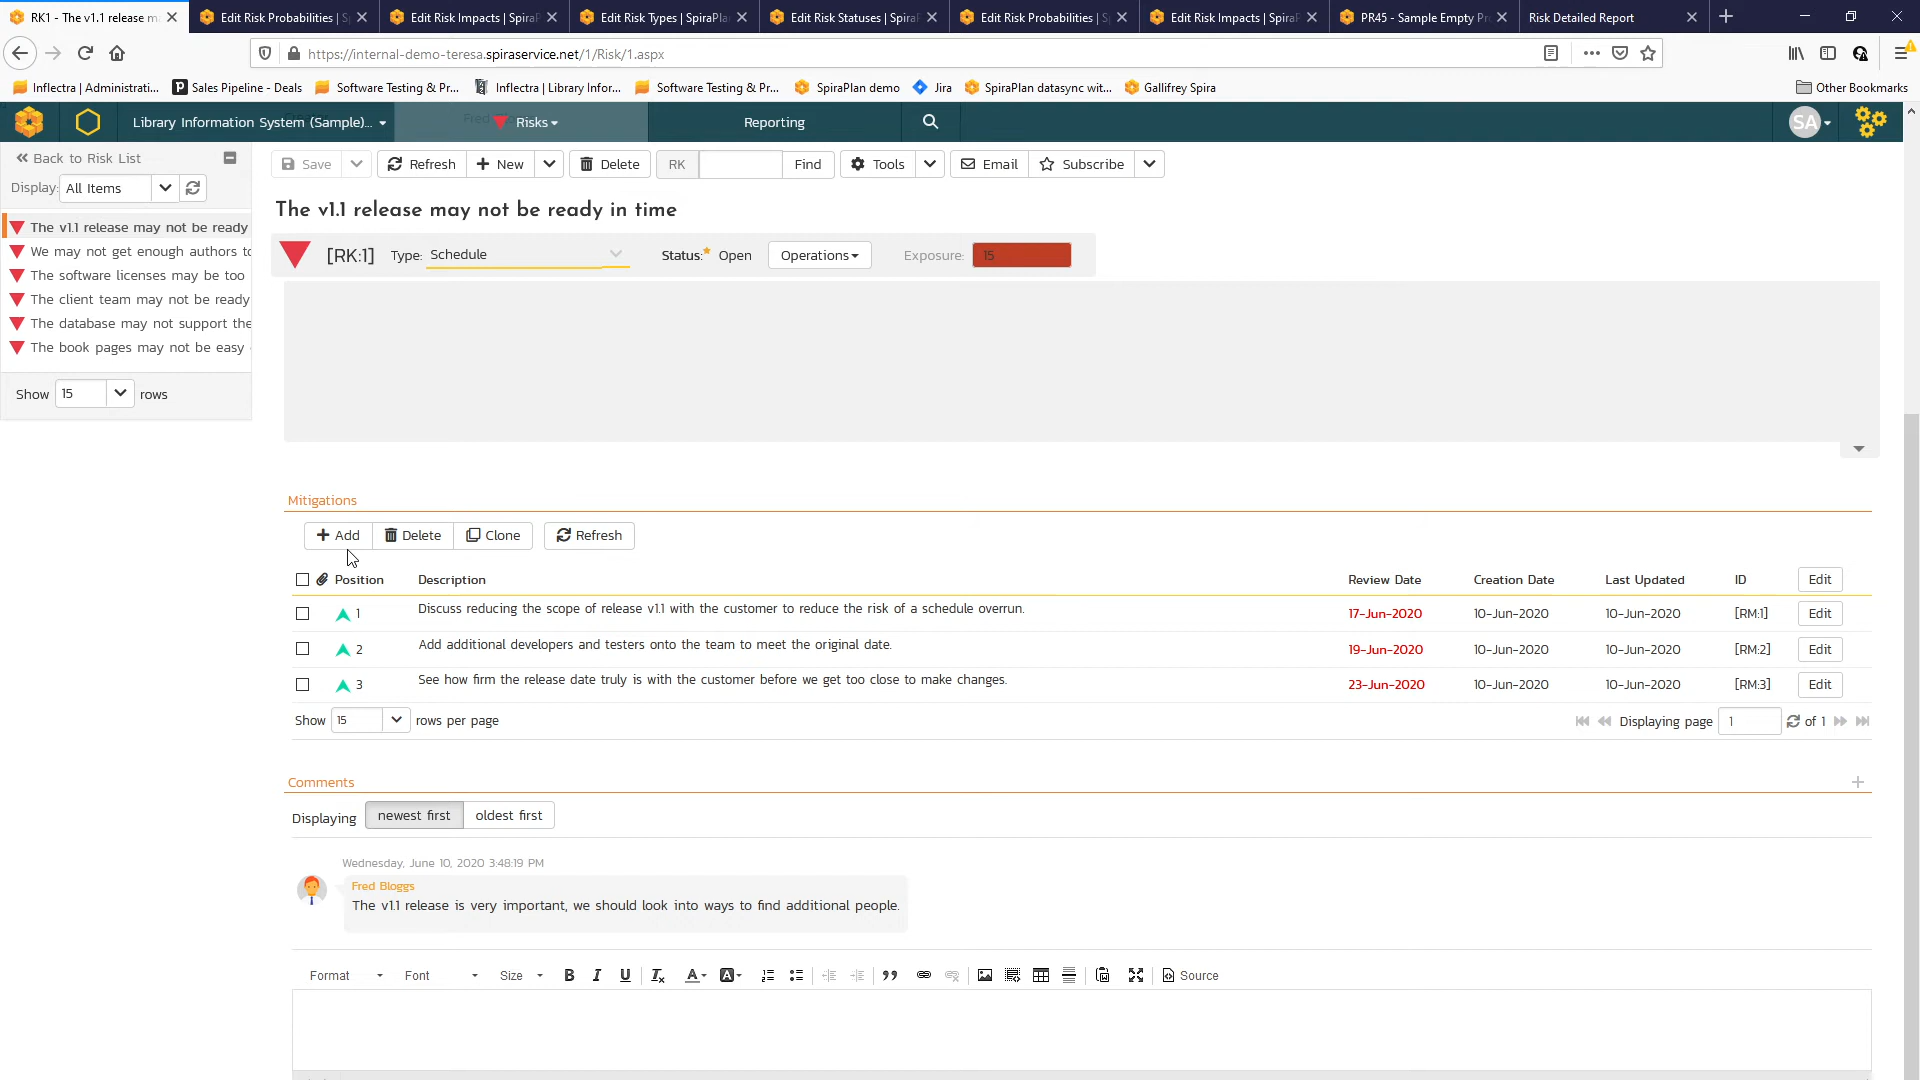 RK1 - The v1.1 release m
Edit Risk Probabilities | S
Edit Risk Impacts | SpiraP
Edit Risk Types | SpiraPla
Edit Risk Statuses | SpiraP
Edit Risk Probabilities | S
Edit Risk Impacts | SpiraP
PR45 - Sample Empty Pr
Risk Detailed Report
https://internal-demo-teresa.spiraservice.net/1/Risk/1.aspx
Inflectra | Administrati...
Sales Pipeline - Deals
Software Testing & Pr...
Inflectra | Library Infor...
Software Testing & Pr...
SpiraPlan demo
Jira
SpiraPlan datasync wit...
Gallifrey Spira
Other Bookmarks
Library Information System (Sample)...
Risks
Reporting
SA
Back to Risk List
Display: All Items
The v1.1 release may not be ready
We may not get enough authors to
The software licenses may be too
The client team may not be ready
The database may not support the
The book pages may not be easy
Show 15 rows
Save Refresh New Delete RK Find Tools Email Subscribe
The v1.1 release may not be ready in time
[RK:1] Type: Schedule Status:* Open Operations Exposure: 15
Mitigations
Add Delete Clone Refresh
Position Description Review Date Creation Date Last Updated ID Edit
1 Discuss reducing the scope of release v1.1 with the customer to reduce the risk of a schedule overrun. 17-Jun-2020 10-Jun-2020 10-Jun-2020 [RM:1] Edit
2 Add additional developers and testers onto the team to meet the original date. 19-Jun-2020 10-Jun-2020 10-Jun-2020 [RM:2] Edit
3 See how firm the release date truly is with the customer before we get too close to make changes. 23-Jun-2020 10-Jun-2020 10-Jun-2020 [RM:3] Edit
Show 15 rows per page Displaying page 1 of 1
Comments
Displaying newest first oldest first
Wednesday, June 10, 2020 3:48:19 PM
Fred Bloggs
The v1.1 release is very important, we should look into ways to find additional people.
Format Font Size B I U Tx A A Source